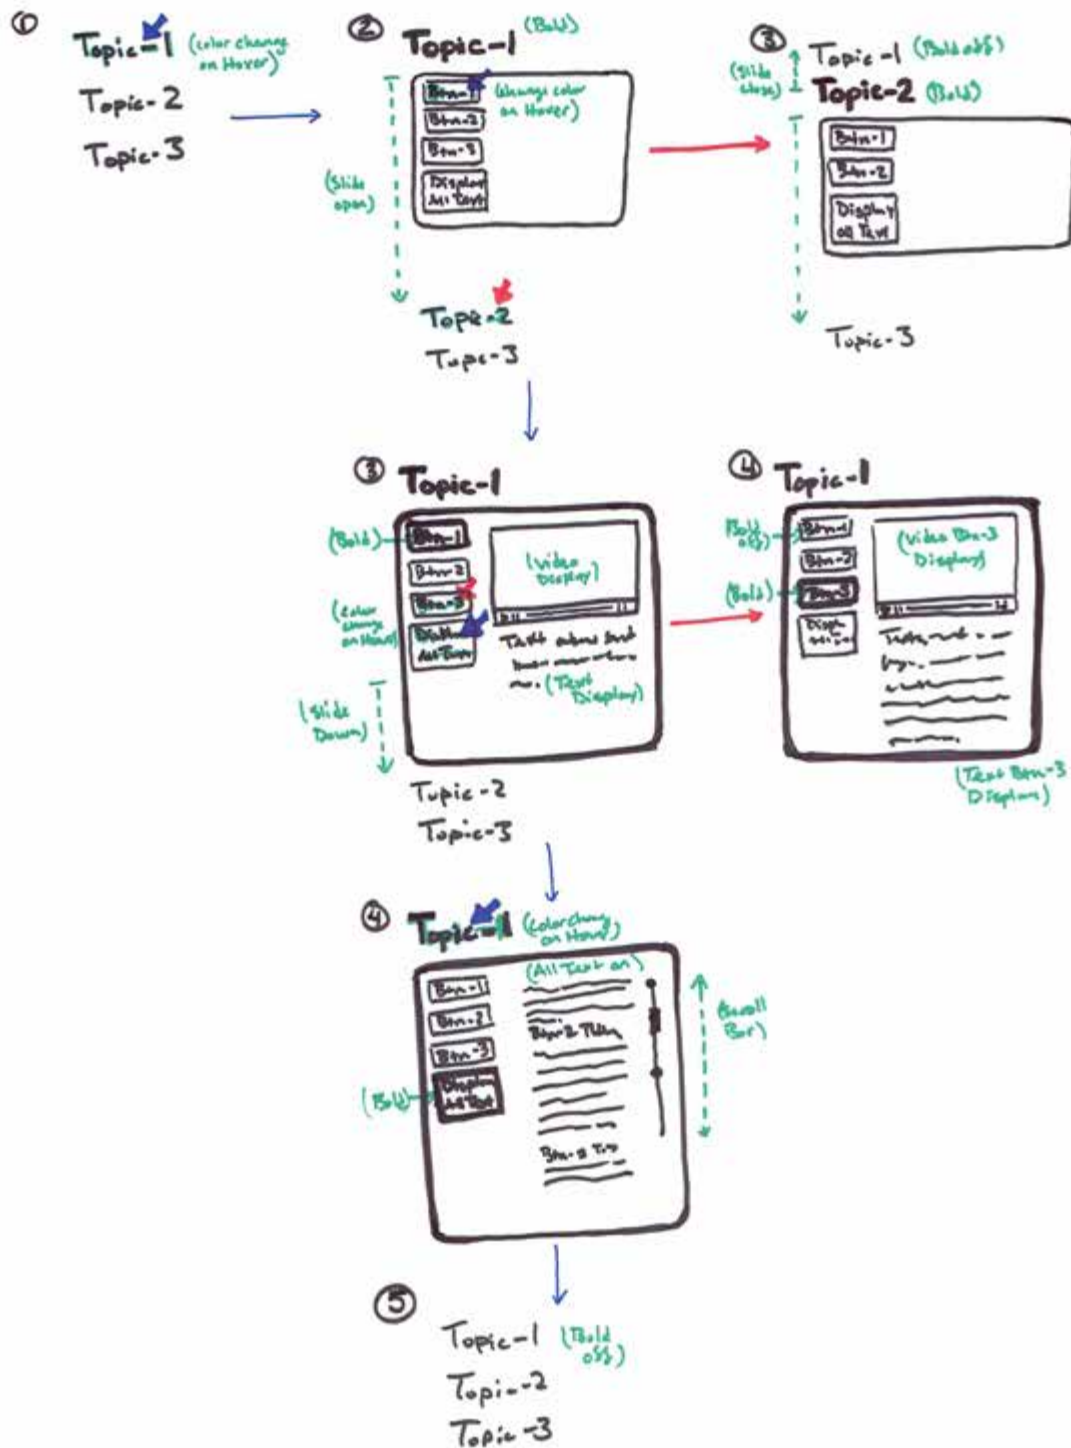 ①
Topic-1 (color change
on Hover)
Topic-2
Topic-3
②
Topic-1 (Bold)
Btn-1 (change color
on Hover)
Btn-2
Btn-3
Display
All Text
(Slide
open)
Topic-2
Topic-3
③
Topic-1 (Bold off)
(Slide
close)
Topic-2 (Bold)
Btn-1
Btn-2
Display
all Text
Topic-3
③
Topic-1
(Bold)
Btn-1
Btn-2
Btn-3
(Color
change
on Hover)
Display
All Text
(Video
Display)
Text
(Text
Display)
(Slide
Down)
Topic-2
Topic-3
④
Topic-1
Bold
off)
Btn-1
Btn-2
(Bold)
Btn-3
(Video Btn-3
Display)
(Text Btn-3
Display)
④
Topic-1 (color change
on Hover)
(All Text on)
Btn-1
Btn-2
Btn-3
Display
All Text
(Bold)
(Scroll
Bar)
⑤
Topic-1 (Bold
off)
Topic-2
Topic-3